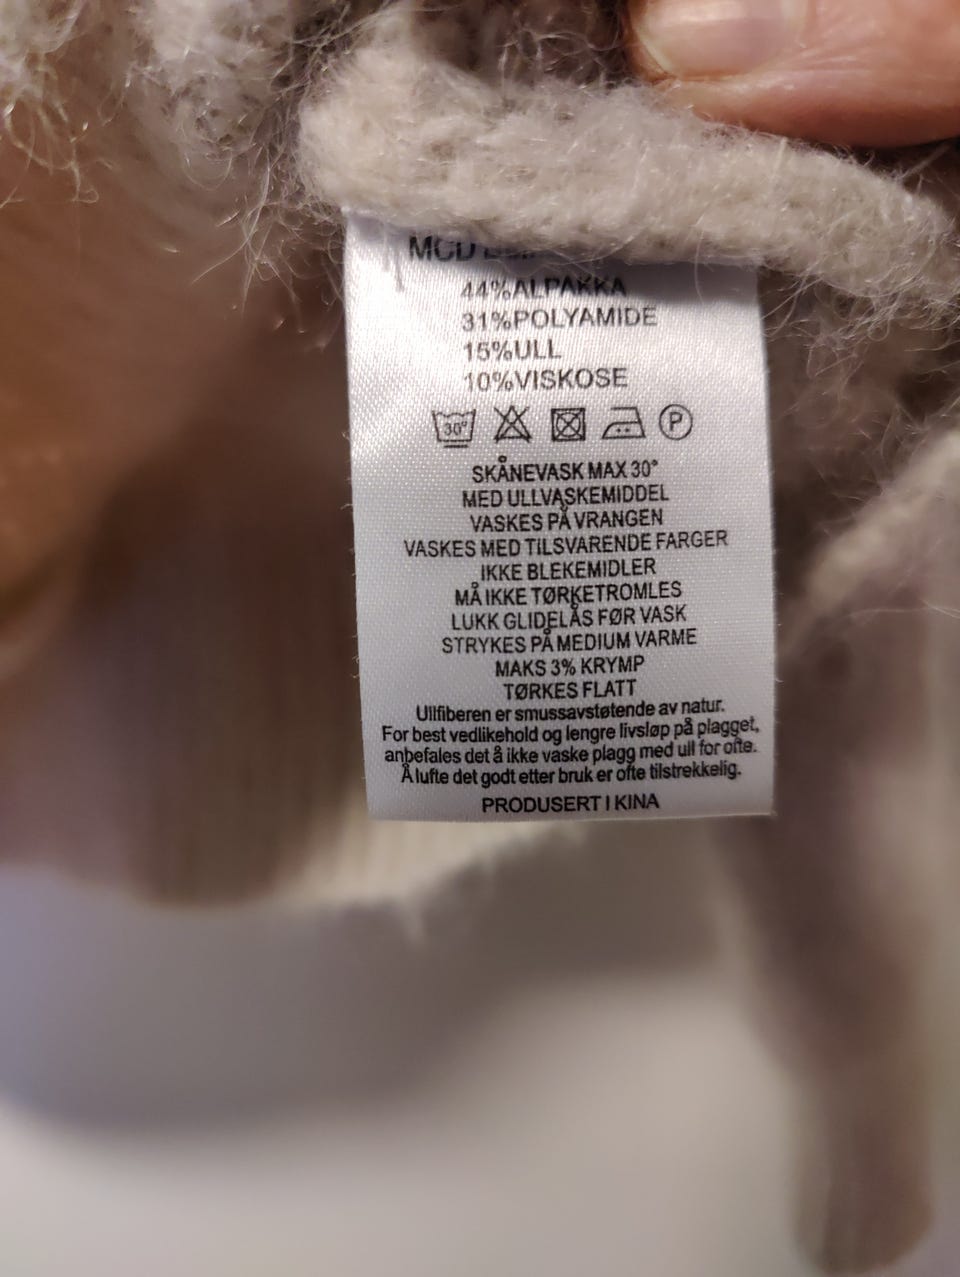 MCD
44%ALPAKKA
31%POLYAMIDE
15%ULL
10%VISKOSE
30° P
SKÅNEVASK MAX 30°
MED ULLVASKEMIDDEL
VASKES PÅ VRANGEN
VASKES MED TILSVARENDE FARGER
IKKE BLEKEMIDLER
MÅ IKKE TØRKETROMLES
LUKK GLIDELÅS FØR VASK
STRYKES PÅ MEDIUM VARME
MAKS 3% KRYMP
TØRKES FLATT
Ullfiberen er smussavstøtende av natur.
For best vedlikehold og lengre livsløp på plagget,
anbefales det å ikke vaske plagg med ull for ofte.
Å lufte det godt etter bruk er ofte tilstrekkelig.
PRODUSERT I KINA